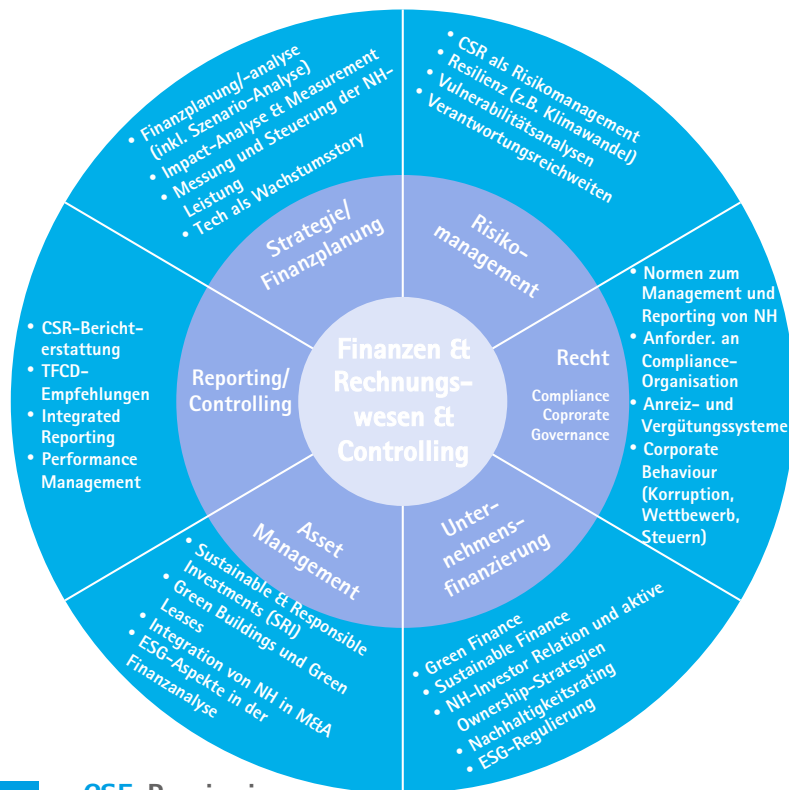 • Finanzplanung/-analyse
(inkl. Szenario-Analyse)
• Impact-Analyse & Measurement
• Messung und Steuerung der NH-
Leistung
• Tech als Wachstumsstory
• CSR als Risikomanagement
• Resilienz (z.B. Klimawandel)
• Vulnerabilitätsanalysen
• Verantwortungsreichweiten
Strategie/
Finanzplanung
Risiko-
management
• Normen zum
Management und
Reporting von NH
• Anforder. an
Compliance-
Organisation
• Anreiz- und
Vergütungssysteme
• Corporate
Behaviour
(Korruption,
Wettbewerb,
Steuern)
Recht
Compliance
Coprorate
Governance
Finanzen &
Rechnungs-
wesen &
Controlling
Reporting/
Controlling
• CSR-Bericht-
erstattung
• TFCD-
Empfehlungen
• Integrated
Reporting
• Performance
Management
Asset
Management
Unter-
nehmens-
finanzierung
• Sustainable & Responsible
Investments (SRI)
• Green Buildings und Green
Leases
• Integration von NH in M&A
• ESG-Aspekte in der
Finanzanalyse
• Green Finance
• Sustainable Finance
• NH-Investor Relation und aktive
Ownership-Strategien
• Nachhaltigkeitsrating
• ESG-Regulierung